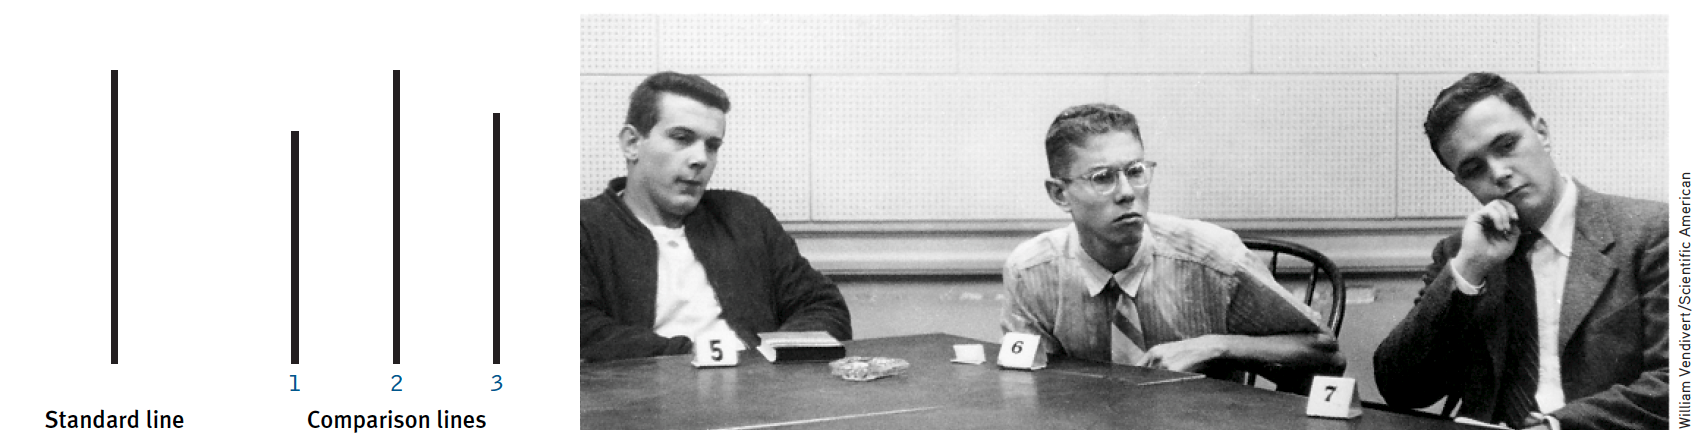 1 2 3
Standard line
Comparison lines
5
6
7
William Vendivert/Scientific American